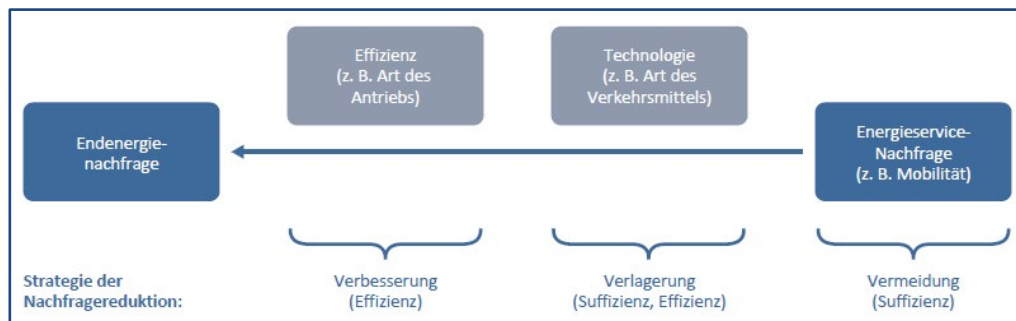 Effizienz
(z. B. Art des
Antriebs)
Technologie
(z. B. Art des
Verkehrsmittels)
Endenergie-
nachfrage
Energieservice-
Nachfrage
(z. B. Mobilität)
Strategie der
Nachfragereduktion:
Verbesserung
(Effizienz)
Verlagerung
(Suffizienz, Effizienz)
Vermeidung
(Suffizienz)